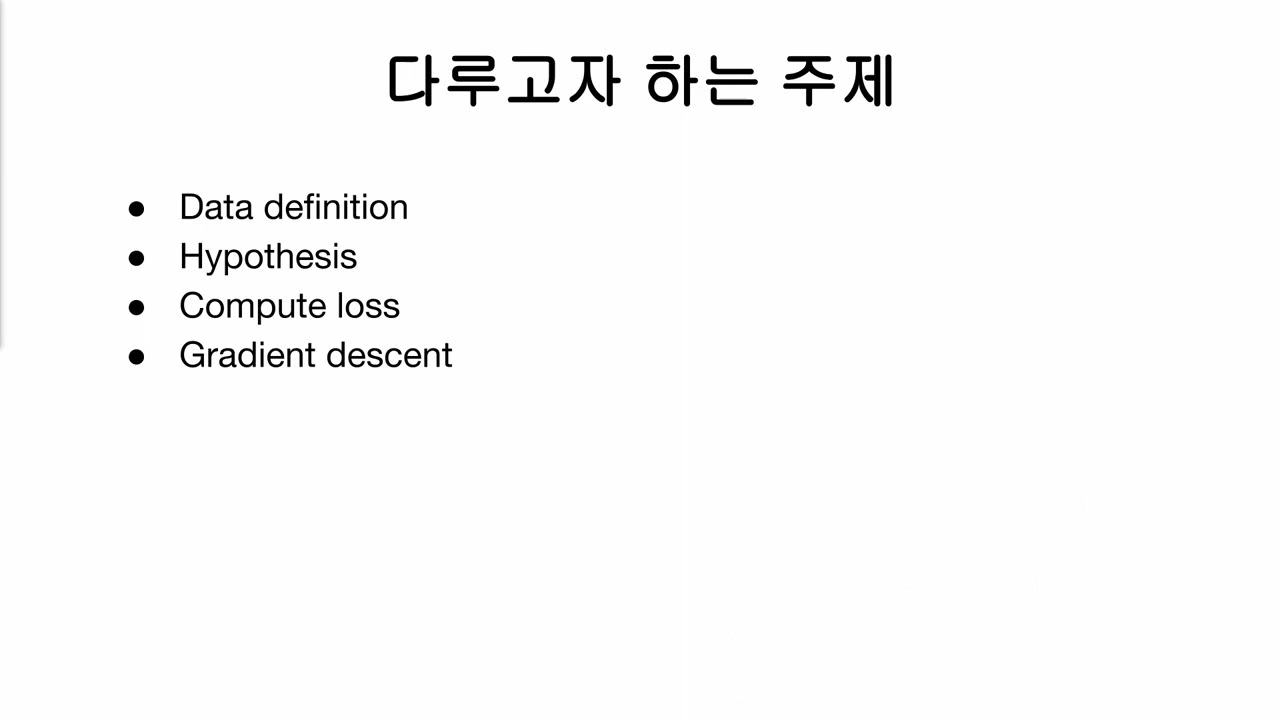 다루고자 하는 주제
● Data definition
● Hypothesis
● Compute loss
● Gradient descent